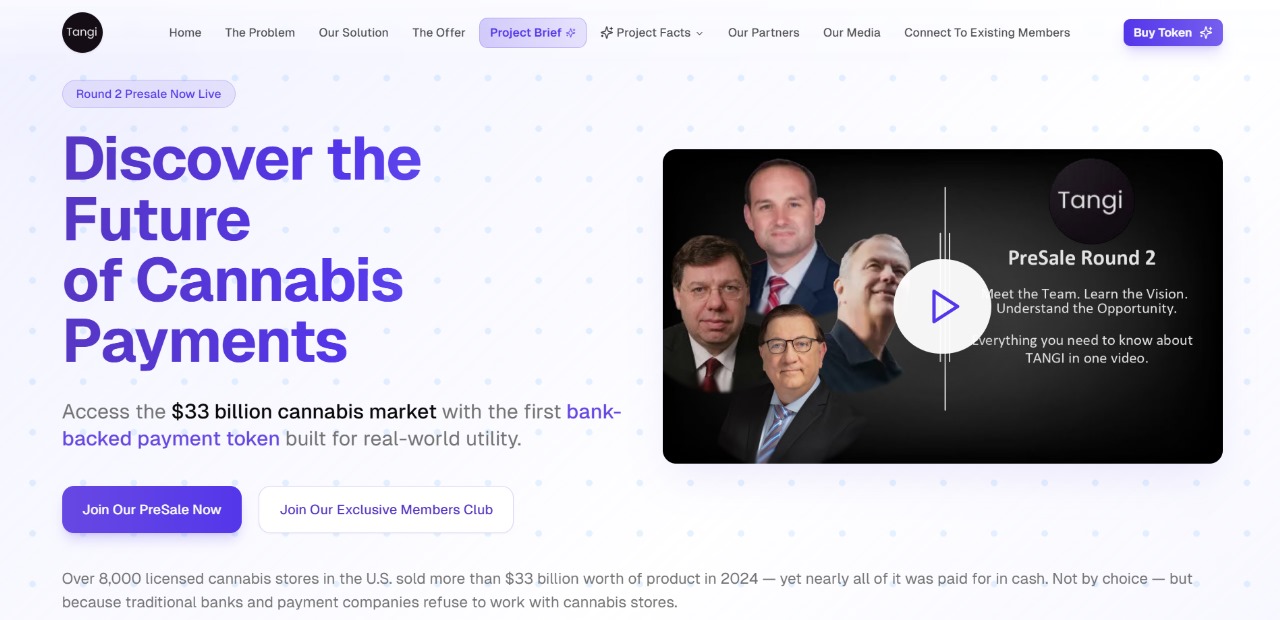 Tangi
Home
The Problem
Our Solution
The Offer
Project Brief
Project Facts
Our Partners
Our Media
Connect To Existing Members
Buy Token
Round 2 Presale Now Live
Discover the
Future
of Cannabis
Payments
Access the $33 billion cannabis market with the first bank-
backed payment token built for real-world utility.
Join Our PreSale Now
Join Our Exclusive Members Club
Tangi
PreSale Round 2
Meet the Team. Learn the Vision.
Understand the Opportunity.
Everything you need to know about
TANGI in one video.
Over 8,000 licensed cannabis stores in the U.S. sold more than $33 billion worth of product in 2024 — yet nearly all of it was paid for in cash. Not by choice — but
because traditional banks and payment companies refuse to work with cannabis stores.